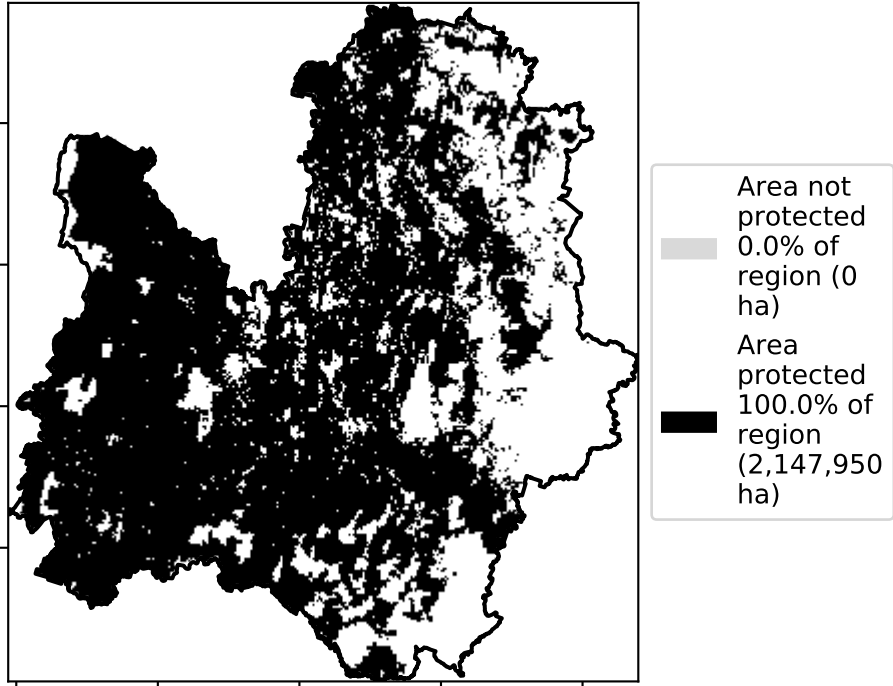 Area not
protected
0.0% of
region (0
ha)
Area
protected
100.0% of
region
(2,147,950
ha)